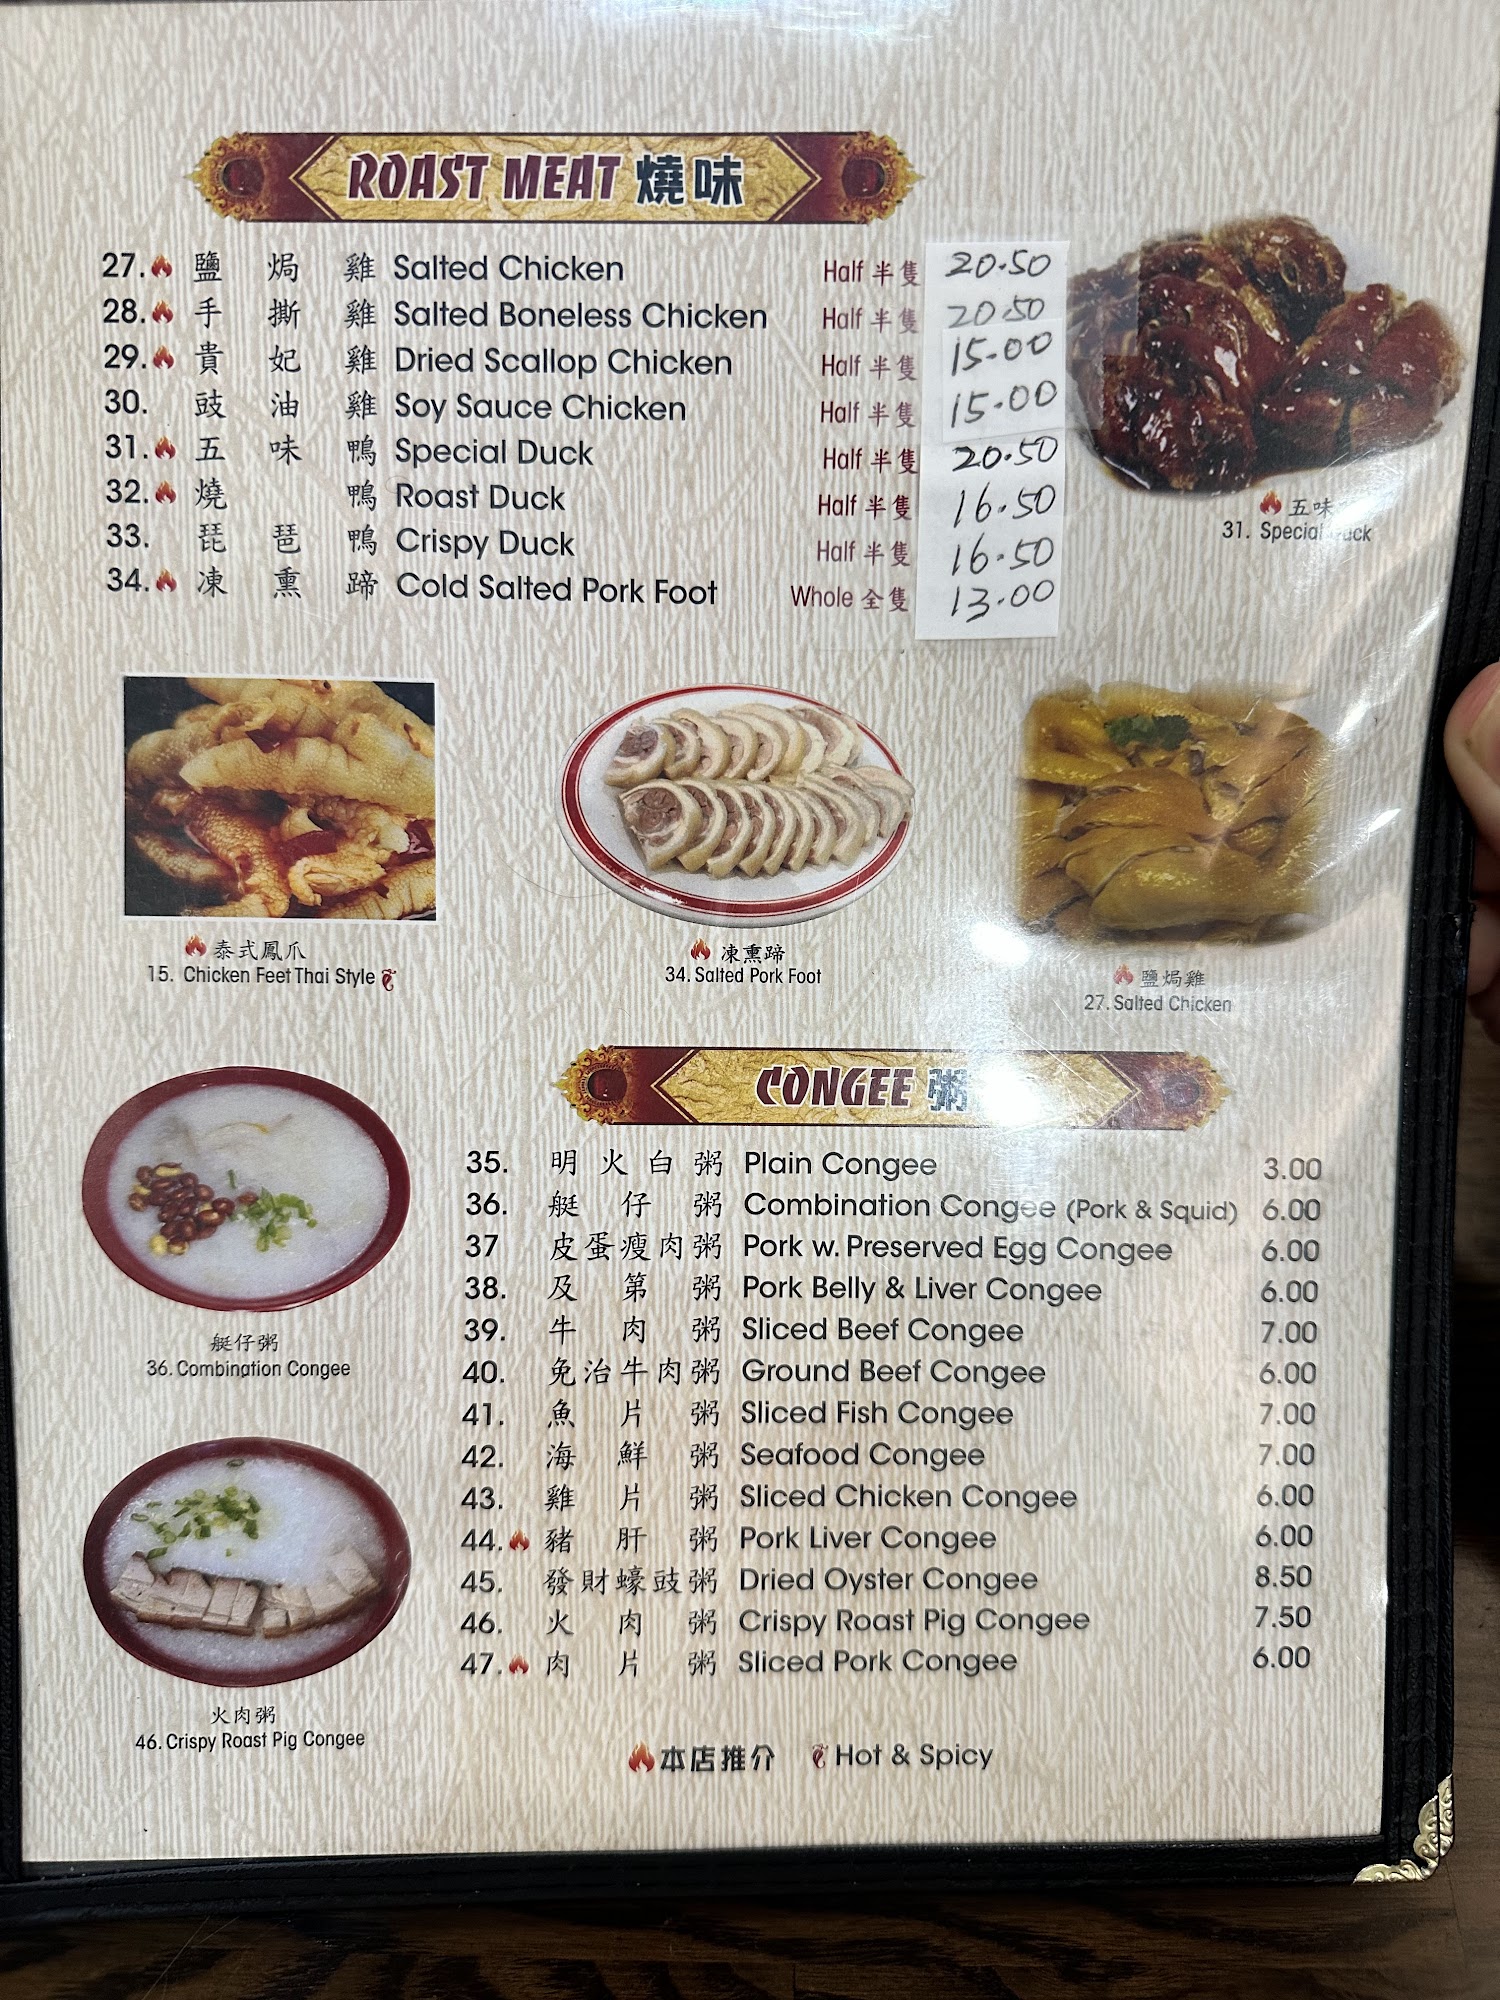 ROAST MEAT 燒味
27. 鹽焗雞 Salted Chicken Half 半隻 20.50
28. 手撕雞 Salted Boneless Chicken Half 半隻 20.50
29. 貴妃雞 Dried Scallop Chicken Half 半隻 15.00
30. 豉油雞 Soy Sauce Chicken Half 半隻 15.00
31. 五味鴨 Special Duck Half 半隻 20.50
32. 燒鴨 Roast Duck Half 半隻 16.50
33. 琵琶鴨 Crispy Duck Half 半隻 16.50
34. 凍熏蹄 Cold Salted Pork Foot Whole 全隻 13.00
五味
31. Special
泰式鳳爪
15. Chicken Feet Thai Style
凍熏蹄
34. Salted Pork Foot
鹽焗雞
27. Salted Chicken
CONGEE 粥
35. 明火白粥 Plain Congee 3.00
36. 艇仔粥 Combination Congee (Pork & Squid) 6.00
37 皮蛋瘦肉粥 Pork w. Preserved Egg Congee 6.00
38. 及第粥 Pork Belly & Liver Congee 6.00
39. 牛肉粥 Sliced Beef Congee 7.00
40. 免治牛肉粥 Ground Beef Congee 6.00
41. 魚片粥 Sliced Fish Congee 7.00
42. 海鮮粥 Seafood Congee 7.00
43. 雞片粥 Sliced Chicken Congee 6.00
44. 豬肝粥 Pork Liver Congee 6.00
45. 發財蠔豉粥 Dried Oyster Congee 8.50
46. 火肉粥 Crispy Roast Pig Congee 7.50
47. 肉片粥 Sliced Pork Congee 6.00
艇仔粥
36. Combination Congee
火肉粥
46. Crispy Roast Pig Congee
本店推介 Hot & Spicy